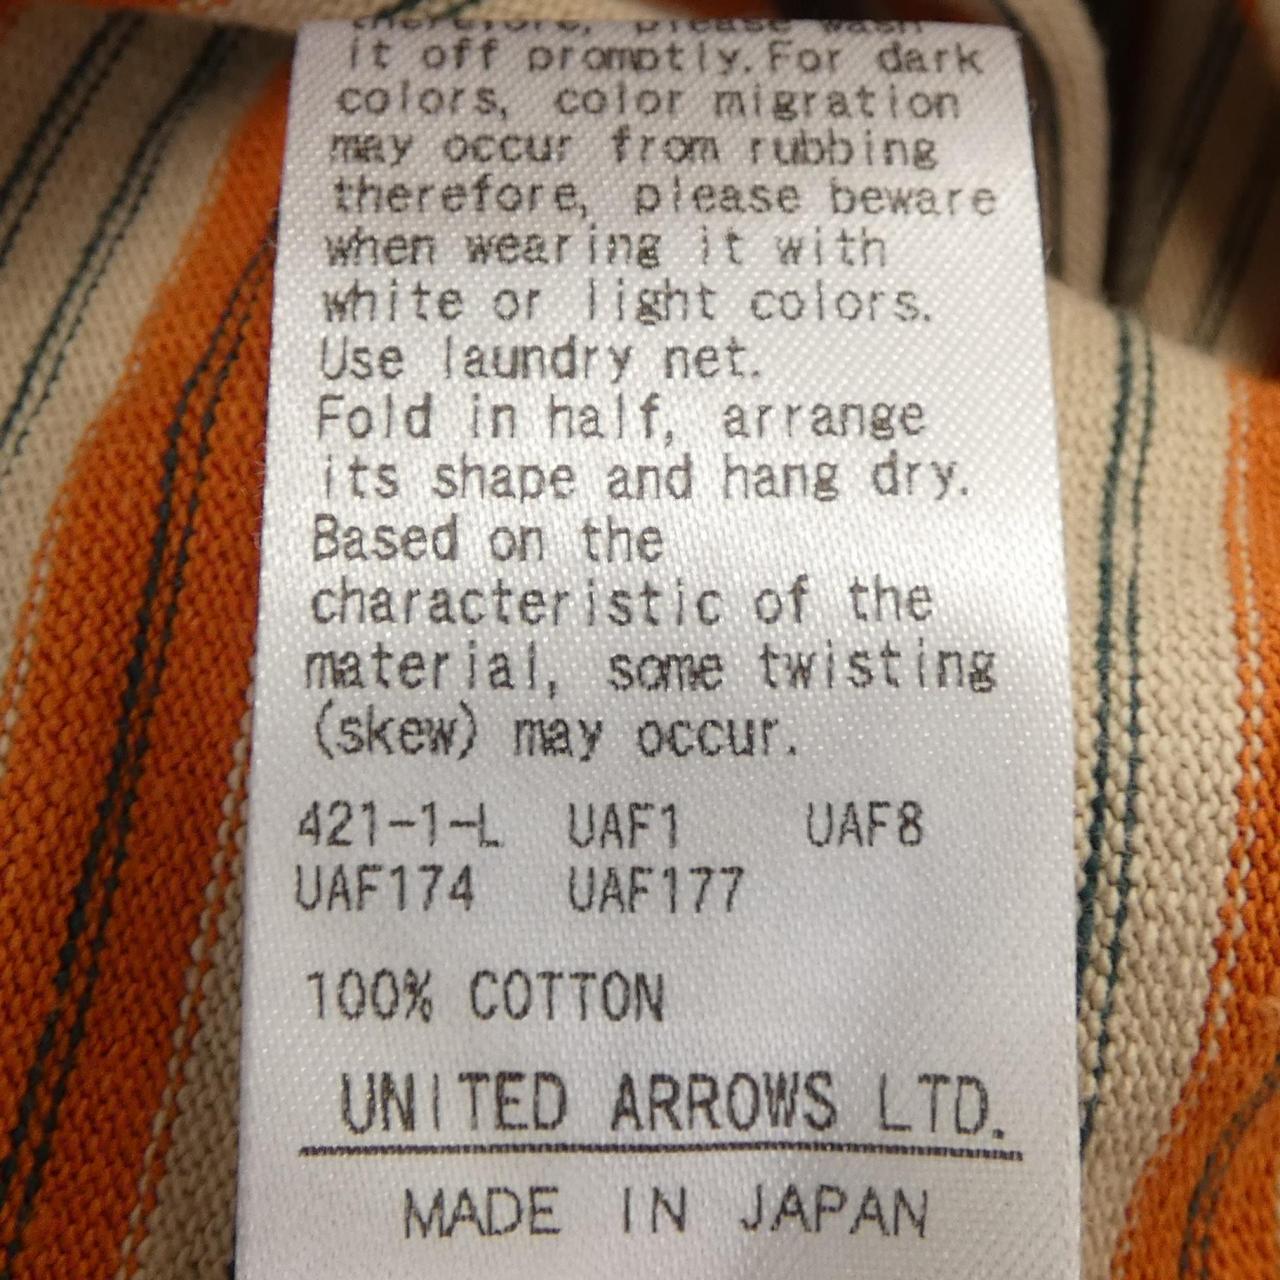 therefore, please wash
it off promptly.For dark
colors, color migration
may occur from rubbing
therefore, please beware
when wearing it with
white or light colors.
Use laundry net.
Fold in half, arrange
its shape and hang dry.
Based on the
characteristic of the
material, some twisting
(skew) may occur.
421-1-L UAF1 UAF8
UAF174 UAF177
100% COTTON
UNITED ARROWS LTD.
MADE IN JAPAN